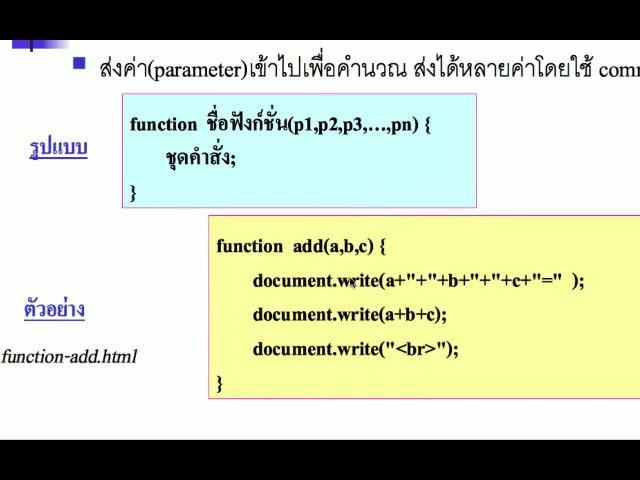 ส่งค่า(parameter)เข้าไปเพื่อคำนวณ ส่งได้หลายค่าโดยใช้
function ชื่อฟังก์ชั่น(p1,p2,p3,…,pn) {
รูปแบบ
ชุดคำสั่ง;
}
function add(a,b,c) {
document.write(a+"+"+b+"+"+c+"=" );
ตัวอย่าง
document.write(a+b+c);
function-add.html
document.write("<br>");
}